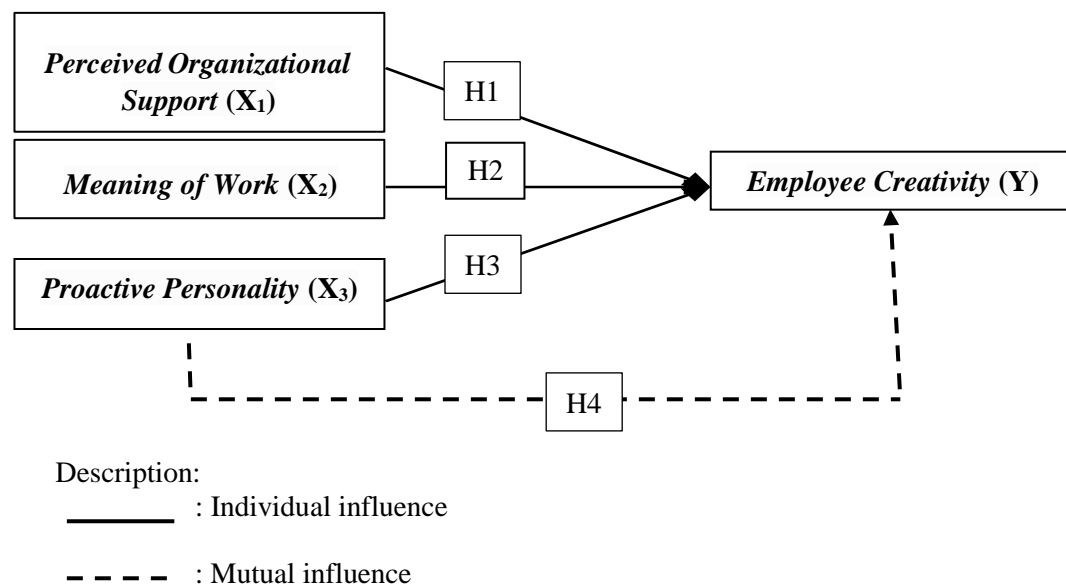 Perceived Organizational
Support (X₁)
H1
Meaning of Work (X₂)
H2
Employee Creativity (Y)
Proactive Personality (X₃)
H3
H4
Description:
: Individual influence
: Mutual influence